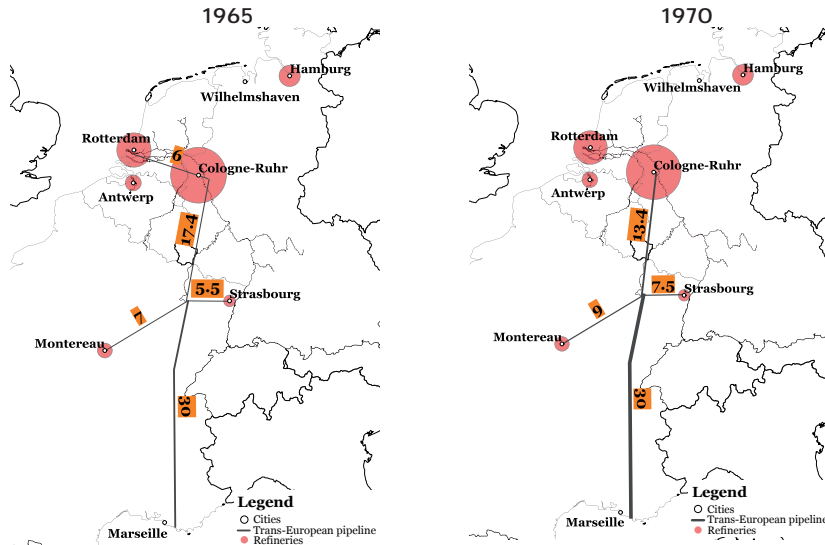 1965
Hamburg
Wilhelmshaven
Rotterdam
6
Cologne-Ruhr
Antwerp
17.4
5.5
Strasbourg
7
Montereau
30
Marseille
Legend
Cities
Trans-European pipeline
Refineries
1970
Hamburg
Wilhelmshaven
Rotterdam
Cologne-Ruhr
Antwerp
13.4
7.5
Strasbourg
9
Montereau
30
Marseille
Legend
Cities
Trans-European pipeline
Refineries